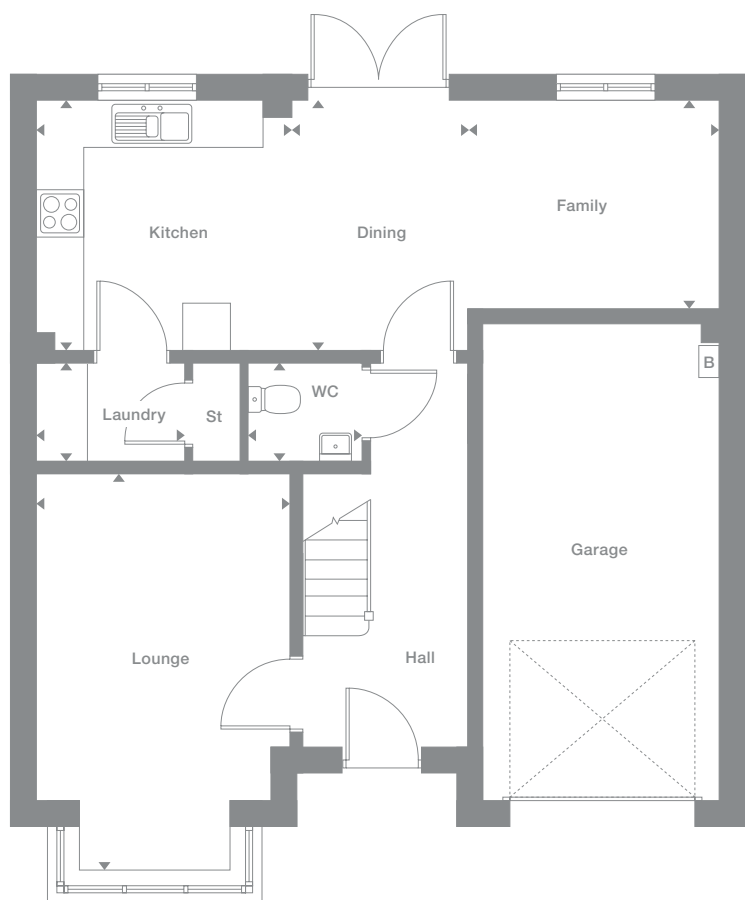 Family
Kitchen
Dining
B
WC
Laundry
St
Garage
Lounge
Hall